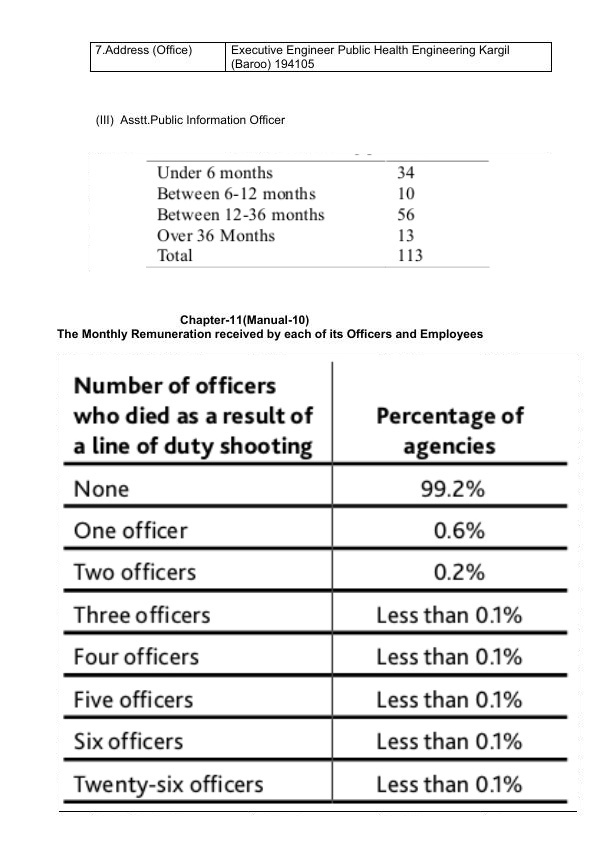 7.Address (Office) Executive Engineer Public Health Engineering Kargil
(Baroo) 194105
(III) Asstt.Public Information Officer
Under 6 months 34
Between 6-12 months 10
Between 12-36 months 56
Over 36 Months 13
Total 113
Chapter-11(Manual-10)
The Monthly Remuneration received by each of its Officers and Employees
Number of officers
who died as a result of Percentage of
a line of duty shooting agencies
None 99.2%
One officer 0.6%
Two officers 0.2%
Three officers Less than 0.1%
Four officers Less than 0.1%
Five officers Less than 0.1%
Six officers Less than 0.1%
Twenty-six officers Less than 0.1%